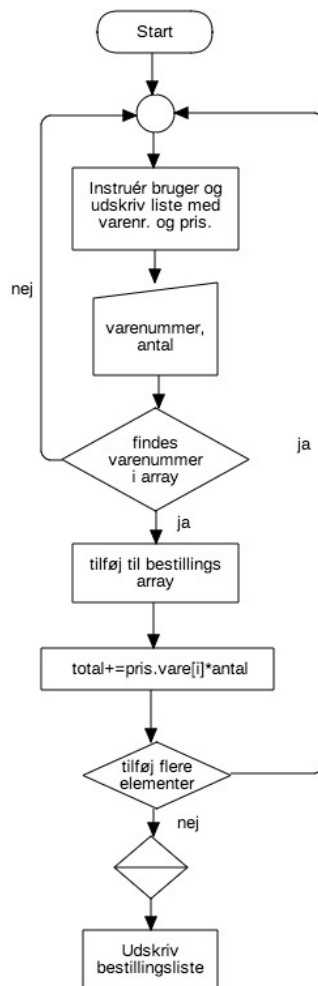 Start
Instruér bruger og
udskriv liste med
varenr. og pris.
nej
varenummer,
antal
findes
varenummer
i array
ja
ja
tilføj til bestillings
array
total+=pris.vare[i]*antal
tilføj flere
elementer
nej
Udskriv
bestillingsliste